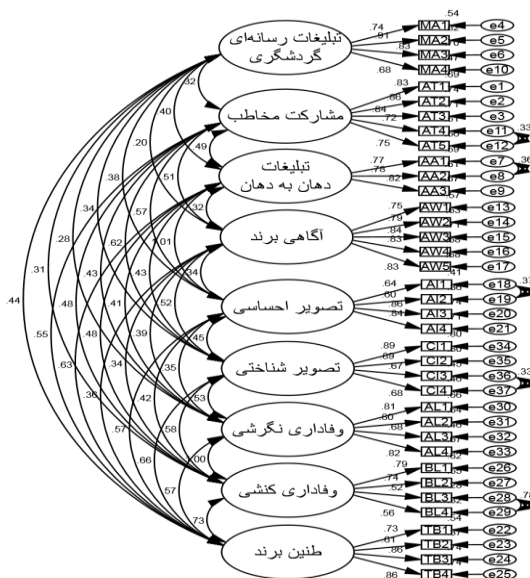 تبلیغات رسانه‌ای
گردشگری
مشارکت مخاطب
تبلیغات
دهان به دهان
آگاهی برند
تصویر احساسی
تصویر شناختی
وفاداری نگرشی
وفاداری کنشی
طنین برند
MA1 e4
MA2 e5
MA3 e6
MA4 e10
AT1 e1
AT2 e2
AT3 e3
AT4 e11
AT5 e12
AA1 e7
AA2 e8
AA3 e9
AW1 e13
AW2 e14
AW3 e15
AW4 e16
AW5 e17
AI1 e18
AI2 e19
AI3 e20
AI4 e21
CI1 e34
CI2 e35
CI3 e36
CI4 e37
AL1 e30
AL2 e31
AL3 e32
AL4 e33
BL1 e26
BL2 e27
BL3 e28
BL4 e29
TB1 e22
TB2 e23
TB3 e24
TB4 e25
.74
.91
.83
.68
.83
.86
.84
.72
.75
.77
.78
.82
.75
.79
.84
.83
.83
.64
.60
.86
.84
.89
.89
.67
.68
.81
.80
.68
.82
.79
.74
.52
.56
.73
.81
.86
.86
.32
.40
.20
.49
.38
.51
.34
.57
.32
.28
.62
1.01
.31
.43
.43
.34
.44
.48
.41
.52
.55
.48
.39
.45
.63
.34
.35
.36
.42
.53
.57
.58
.66
1.00
.57
.73